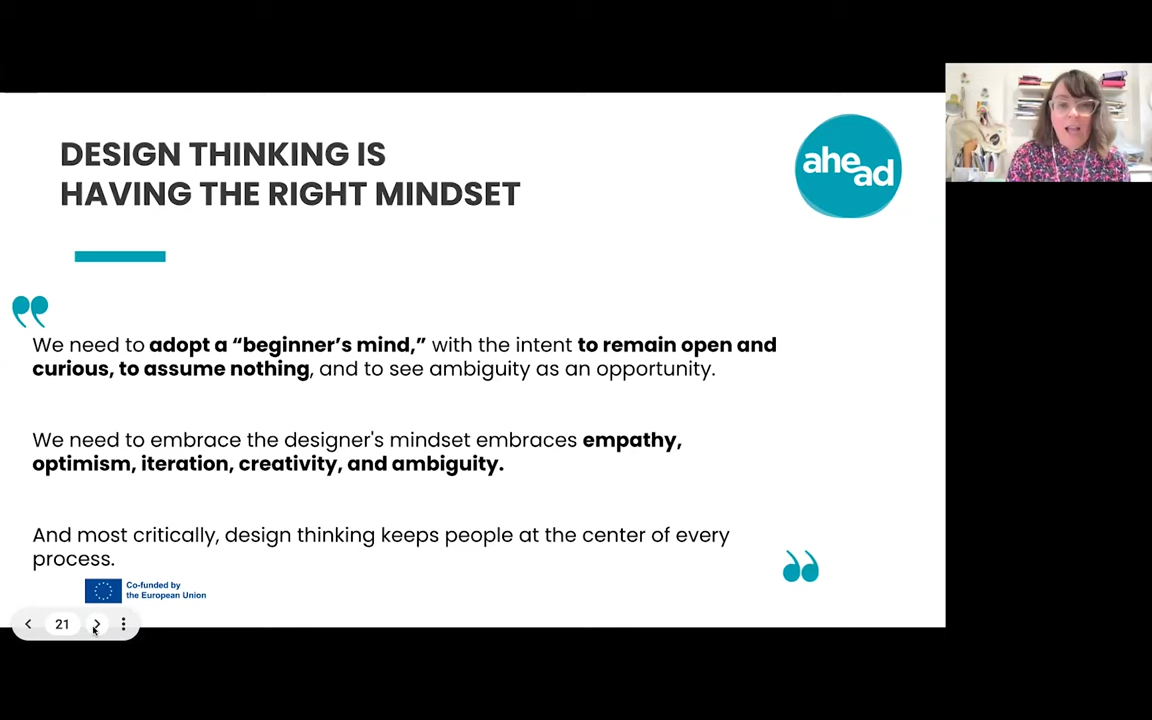 DESIGN THINKING IS
HAVING THE RIGHT MINDSET
ahead
We need to adopt a “beginner’s mind,” with the intent to remain open and
curious, to assume nothing, and to see ambiguity as an opportunity.
We need to embrace the designer's mindset embraces empathy,
optimism, iteration, creativity, and ambiguity.
And most critically, design thinking keeps people at the center of every
process.
Co-funded by
the European Union
21